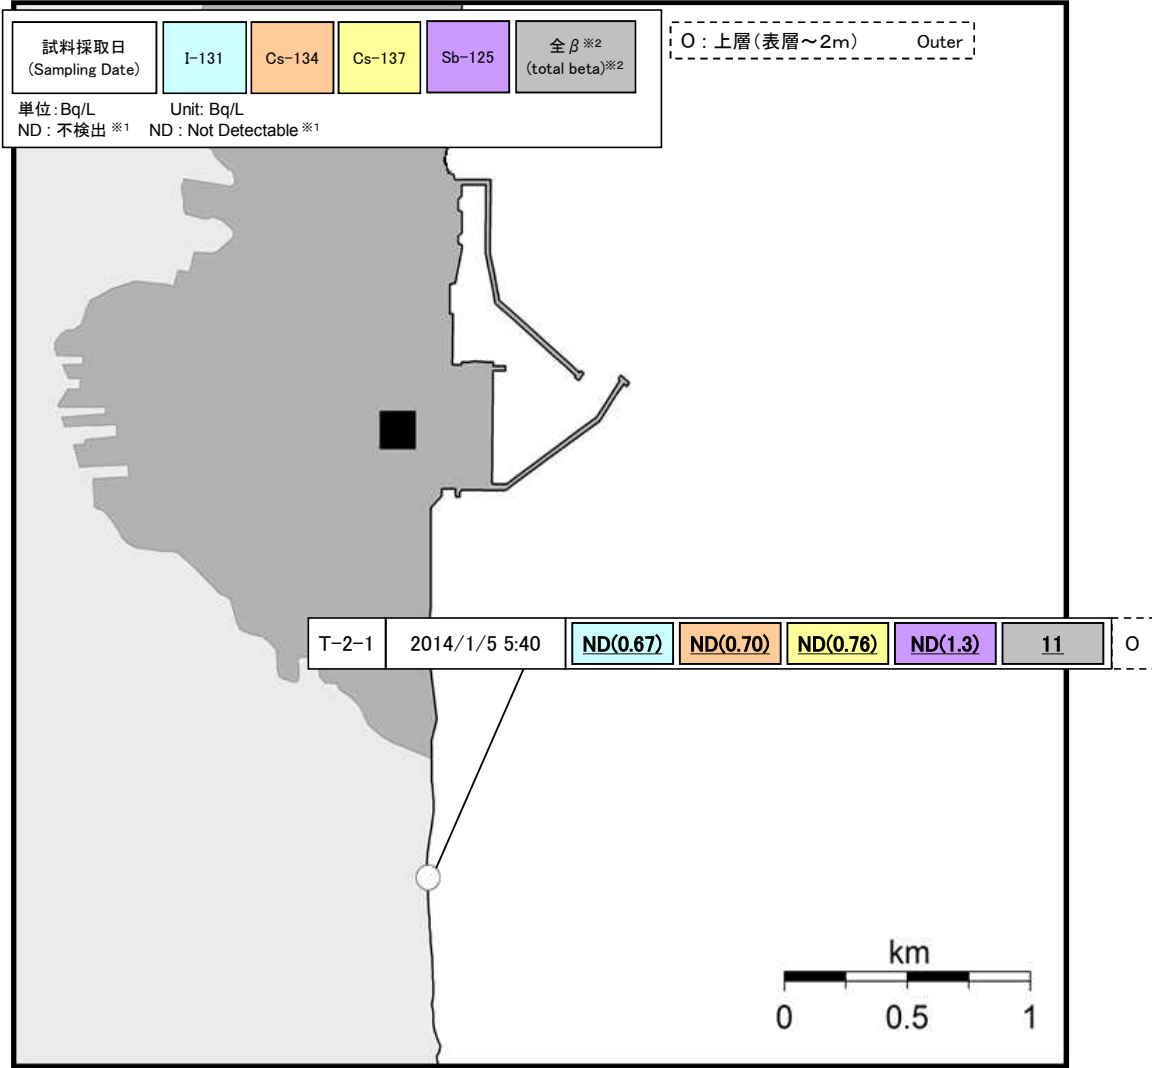 試料採取日
(Sampling Date)
I-131
Cs-134
Cs-137
Sb-125
全β※2
(total beta)※2
単位:Bq/L Unit: Bq/L
ND : 不検出 ※1 ND : Not Detectable ※1
O : 上層(表層～2m) Outer
T-2-1 2014/1/5 5:40 ND(0.67) ND(0.70) ND(0.76) ND(1.3) 11 O
km
0 0.5 1